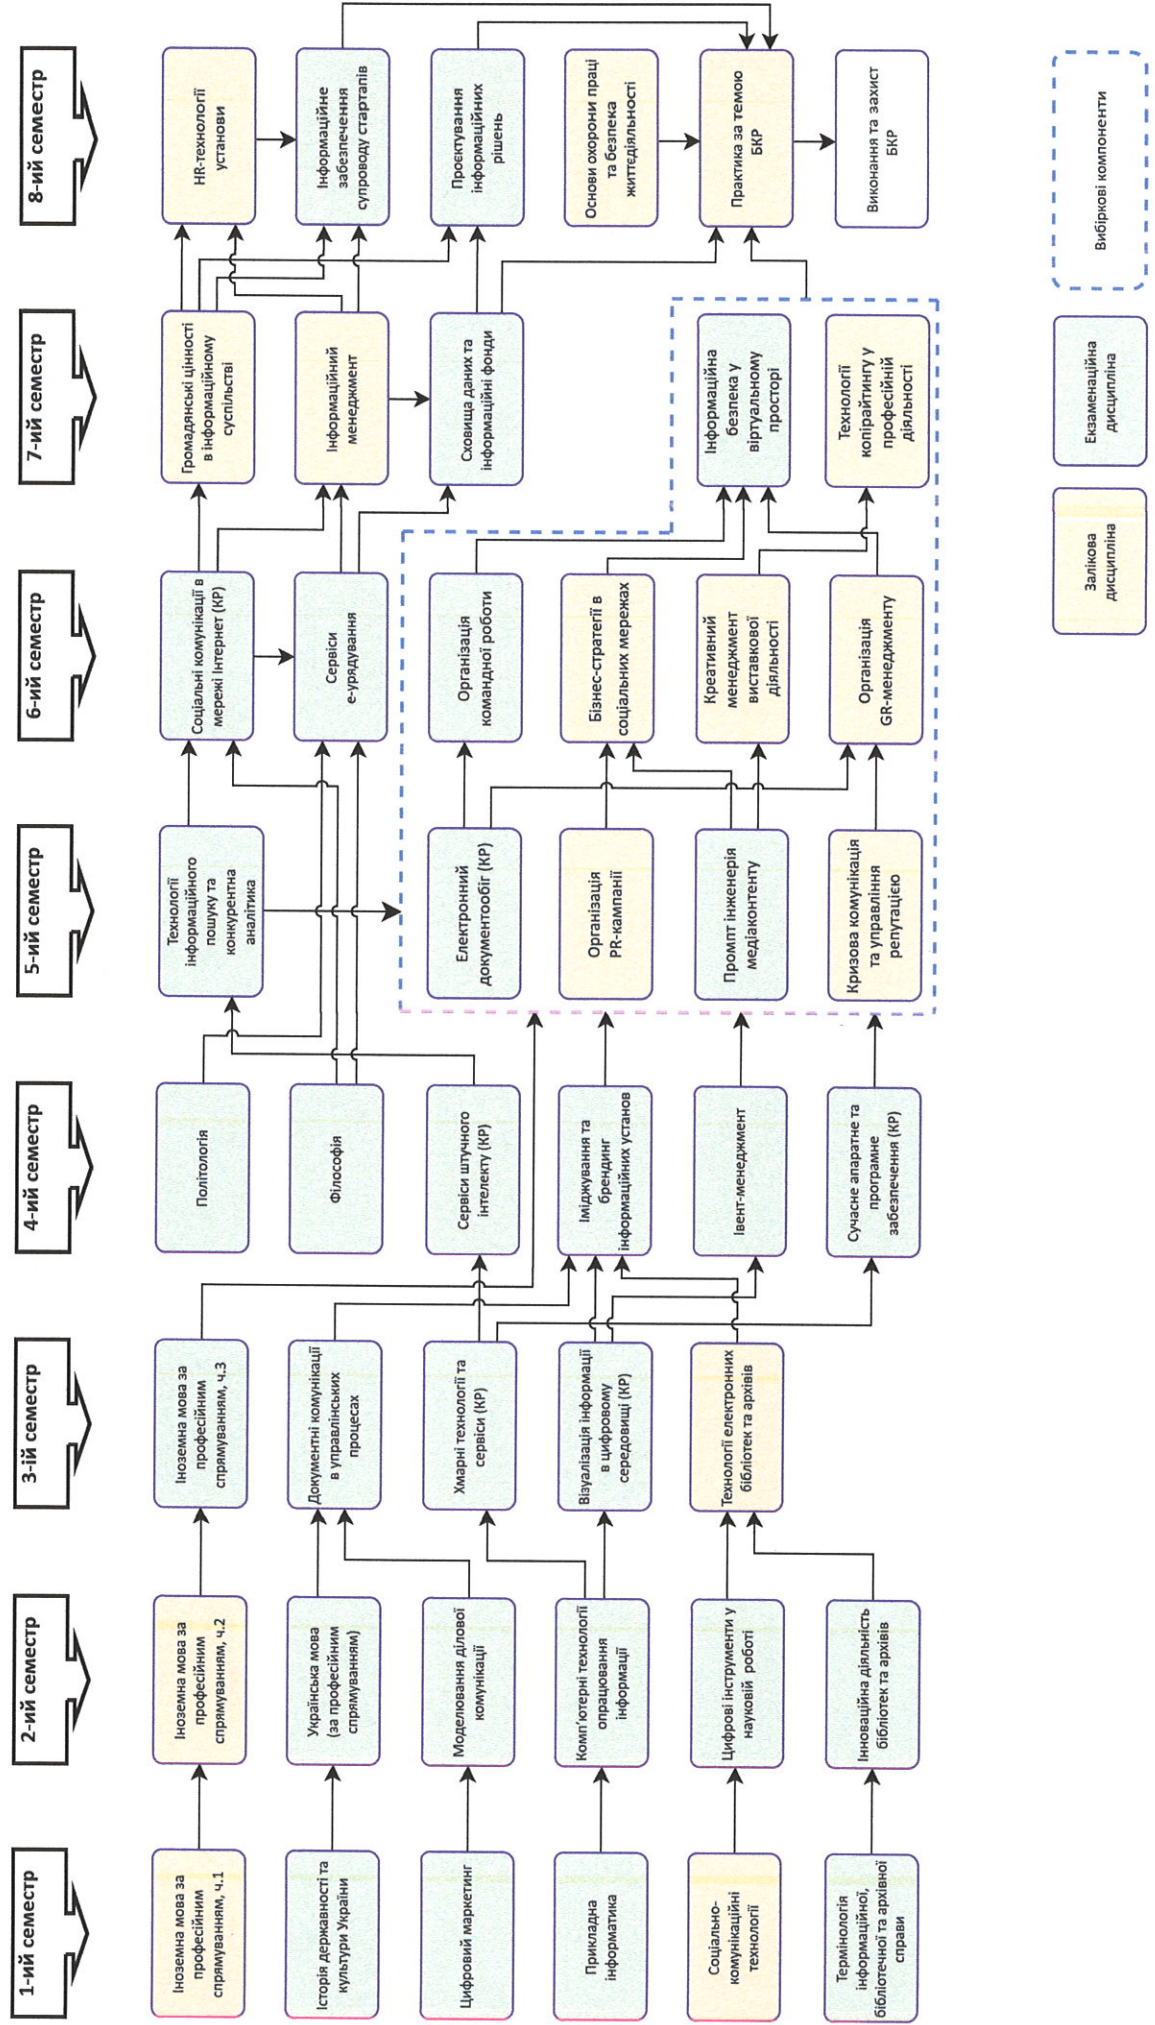 1-ий семестр
Іноземна мова за
професійним
спрямуванням, ч.1
Історія державності та
культури України
Цифровий маркетинг
Прикладна
інформатика
Соціально-
комунікаційні
технології
Термінологія
інформаційної,
бібліотечної та архівної
справи
2-ий семестр
Іноземна мова за
професійним
спрямуванням, ч.2
Українська мова
(за професійним
спрямуванням)
Моделювання ділової
комунікації
Комп'ютерні технології
опрацювання
інформації
Цифрові інструменти у
науковій роботі
Інноваційна діяльність
бібліотек та архівів
3-ій семестр
Іноземна мова за
професійним
спрямуванням, ч.3
Документні комунікації
в управлінських
процесах
Хмарні технології та
сервіси (КР)
Візуалізація інформації
в цифровому
середовищі (КР)
Технології електронних
бібліотек та архівів
4-ий семестр
Політологія
Філософія
Сервіси штучного
інтелекту (КР)
Іміджування та
брендинг
інформаційних установ
Івент-менеджмент
Сучасне апаратне та
програмне
забезпечення (КР)
5-ий семестр
Технології
інформаційного
пошуку та
конкурентна
аналітика
Електронний
документообіг (КР)
Організація
PR-кампанії
Промпт інженерія
медіаконтенту
Кризова комунікація
та управління
репутацією
6-ий семестр
Соціальні комунікації в
мережі Інтернет (КР)
Сервіси
е-урядування
Організація
командної роботи
Бізнес-стратегії в
соціальних мережах
Креативний
менеджмент
виставкової
діяльності
Організація
GR-менеджменту
7-ий семестр
Громадянські цінності
в інформаційному
суспільстві
Інформаційний
менеджмент
Сховища даних та
інформаційні фонди
Інформаційна
безпека у
віртуальному
просторі
Технології
копірайтингу у
професійній
діяльності
8-ий семестр
HR-технології
установи
Інформаційне
забезпечення
супроводу стартапів
Проєктування
інформаційних
рішень
Основи охорони праці
та безпека
життєдіяльності
Практика за темою
БКР
Виконання та захист
БКР
Залікова
дисципліна
Екзаменаційна
дисципліна
Вибіркові компоненти